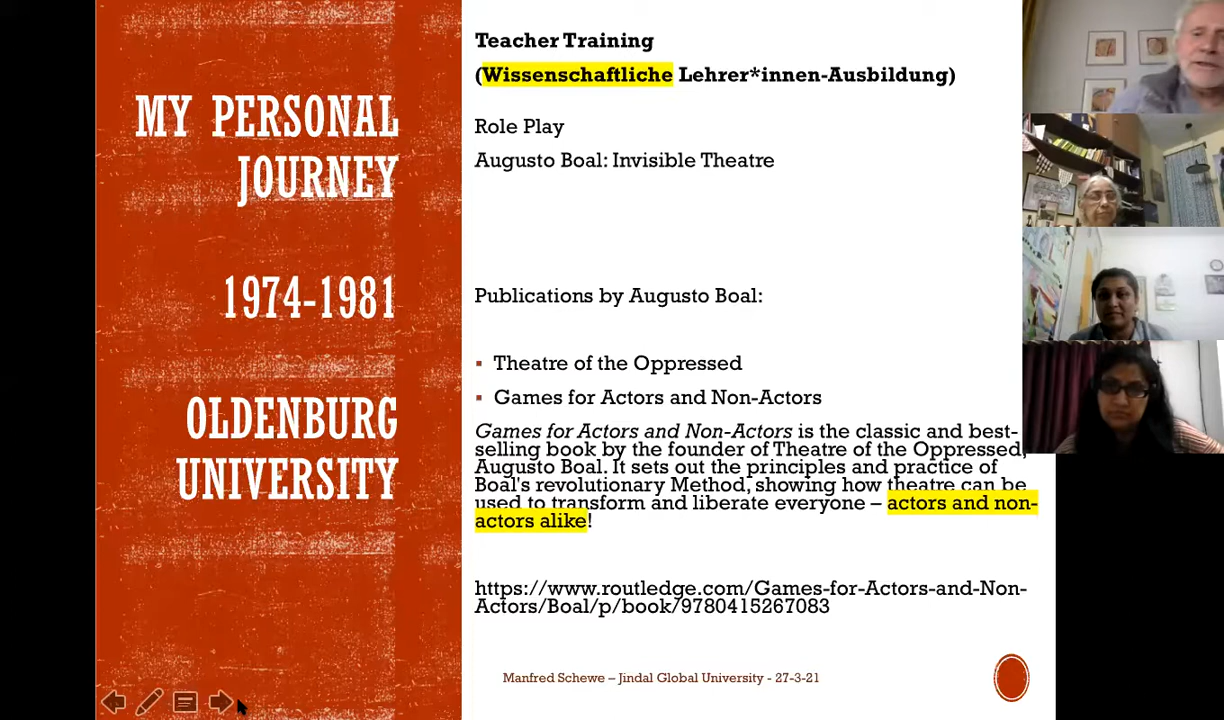 MY PERSONAL
JOURNEY
1974-1981
OLDENBURG
UNIVERSITY
Teacher Training
(Wissenschaftliche Lehrer*innen-Ausbildung)
Role Play
Augusto Boal: Invisible Theatre
Publications by Augusto Boal:
▪ Theatre of the Oppressed
▪ Games for Actors and Non-Actors
Games for Actors and Non-Actors is the classic and best-
selling book by the founder of Theatre of the Oppressed,
Augusto Boal. It sets out the principles and practice of
Boal's revolutionary Method, showing how theatre can be
used to transform and liberate everyone – actors and non-
actors alike!
https://www.routledge.com/Games-for-Actors-and-Non-
Actors/Boal/p/book/9780415267083
Manfred Schewe – Jindal Global University - 27-3-21